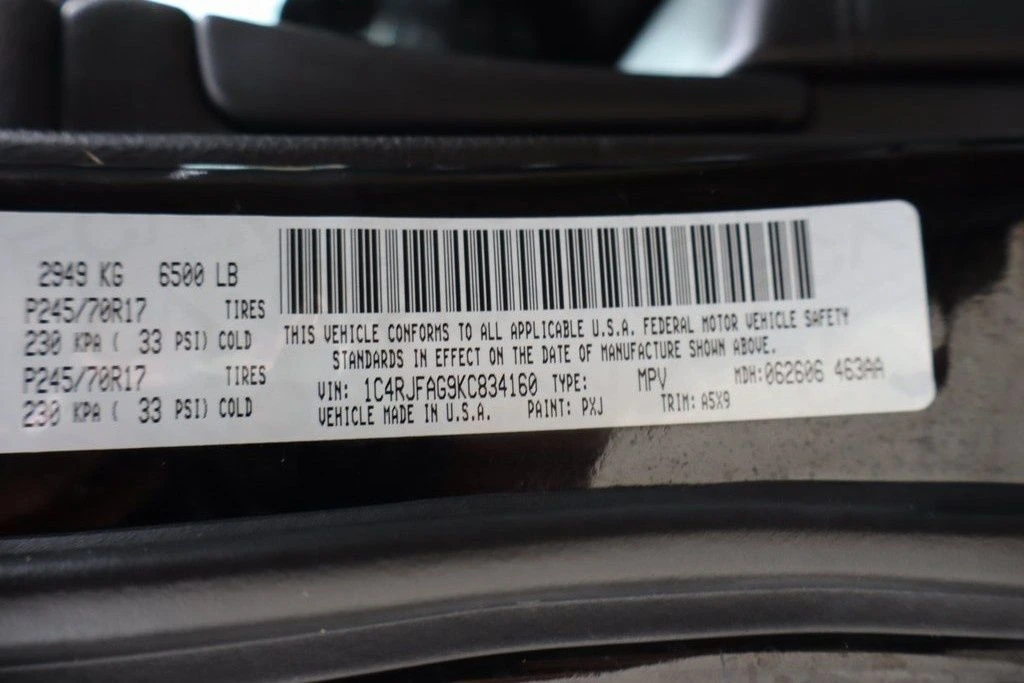 2949 KG 6500 LB
P245/70R17 TIRES
230 KPA ( 33 PSI) COLD
P245/70R17 TIRES
230 KPA ( 33 PSI) COLD
THIS VEHICLE CONFORMS TO ALL APPLICABLE U.S.A. FEDERAL MOTOR VEHICLE SAFETY
STANDARDS IN EFFECT ON THE DATE OF MANUFACTURE SHOWN ABOVE.
VIN: 1C4RJFAG9KC834160 TYPE: MPV MDH:062606 463AA
VEHICLE MADE IN U.S.A. PAINT: PXJ TRIM: A5X9